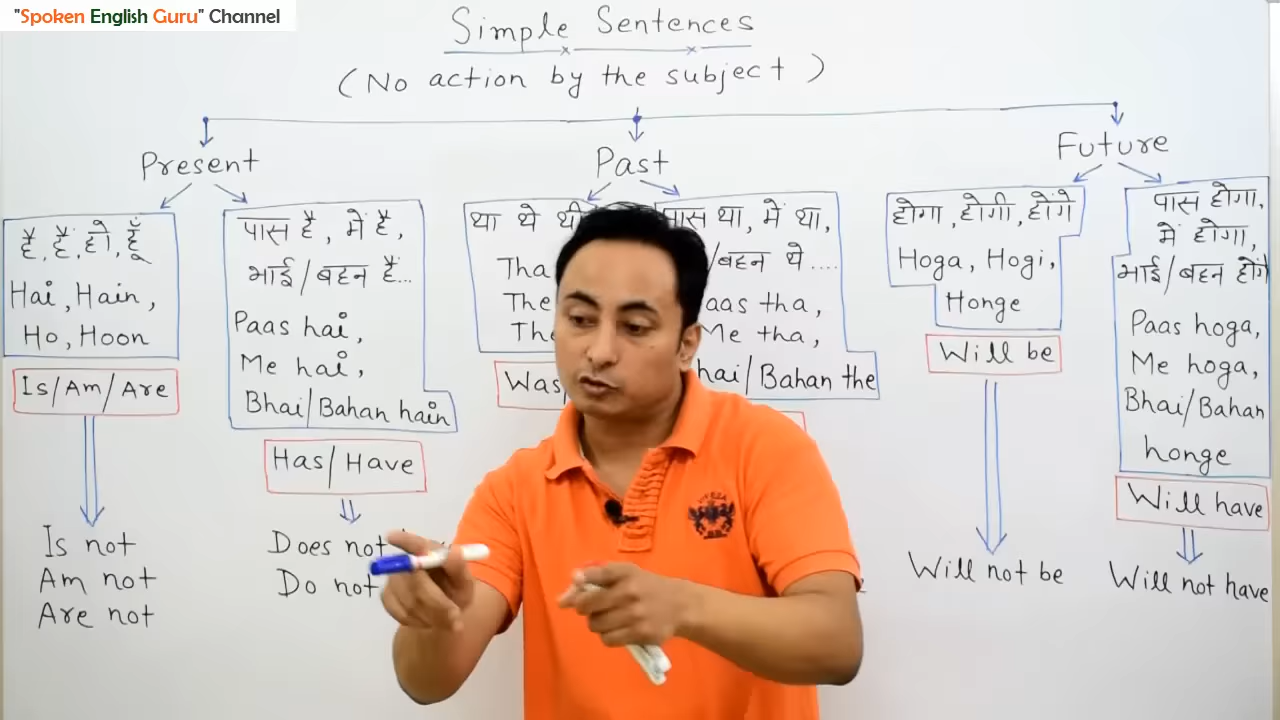 "Spoken English Guru" Channel
Simple Sentences
(No action by the subject)
Present
Past
Future
है, हैं, हो, हूँ
Hai, Hain,
Ho, Hoon
Is/Am/Are
Is not
Am not
Are not
पास है, में है,
भाई/बहन हैं...
Paas hai,
Me hai,
Bhai/Bahan hain
Has/Have
Does not
Do not
था थे थी
Tha
The
Was
पास था, में था,
/बहन थे....
Me tha,
/Bahan the
होगा, होगी, होंगे
Hoga, Hogi,
Honge
Will be
Will not be
पास होगा,
में होगा,
भाई/बहन होंगे
Paas hoga,
Me hoga,
Bhai/Bahan
honge
Will have
Will not have